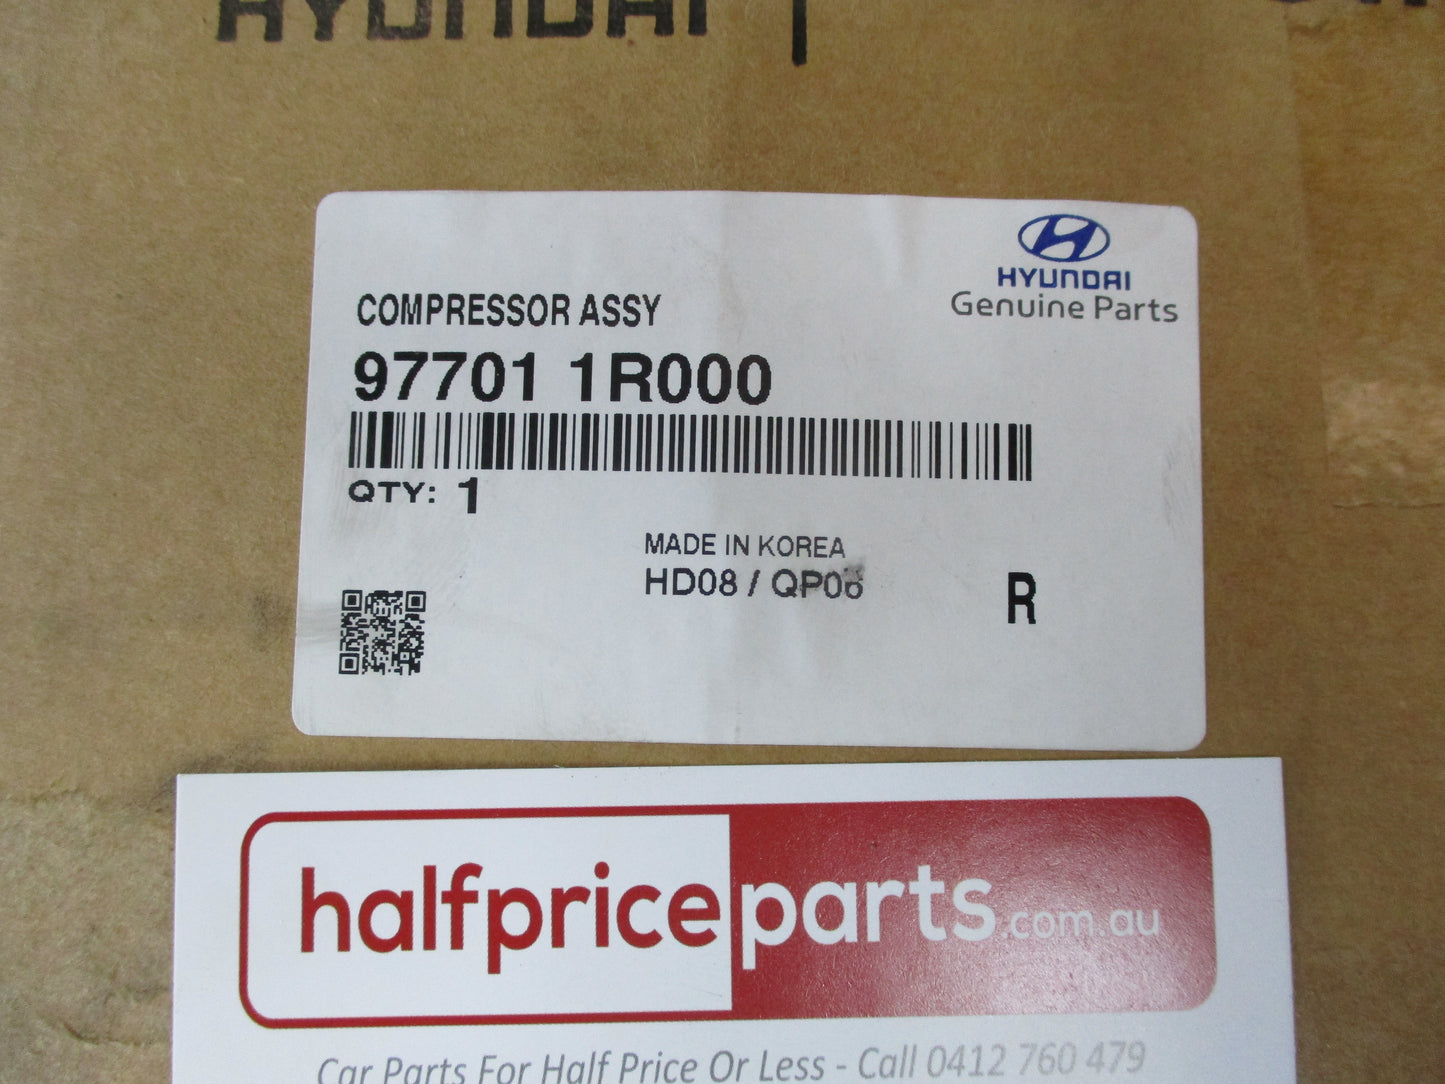 HYUNDAI |
HYUNDAI
Genuine Parts
COMPRESSOR ASSY
97701 1R000
QTY: 1
MADE IN KOREA
HD08 / QP06
R
halfpriceparts.com.au
Car Parts For Half Price Or Less - Call 0412 760 479